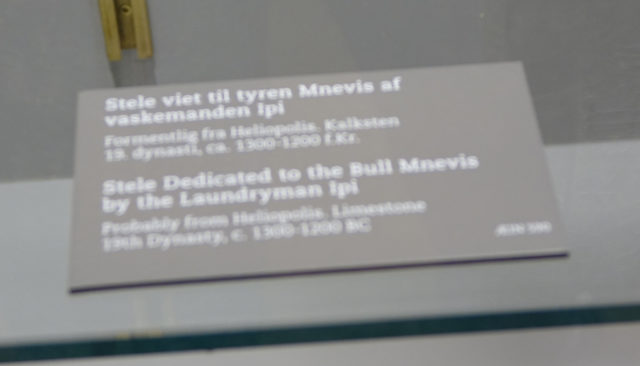 Stele viet til tyren Mnevis af
vaskemanden Ipi
Formentlig fra Heliopolis. Kalksten
19. dynasti, ca. 1300-1200 f.Kr.
Stele Dedicated to the Bull Mnevis
by the Laundryman Ipi
Probably from Heliopolis. Limestone
19th Dynasty, c. 1300-1200 BC
ÆIN